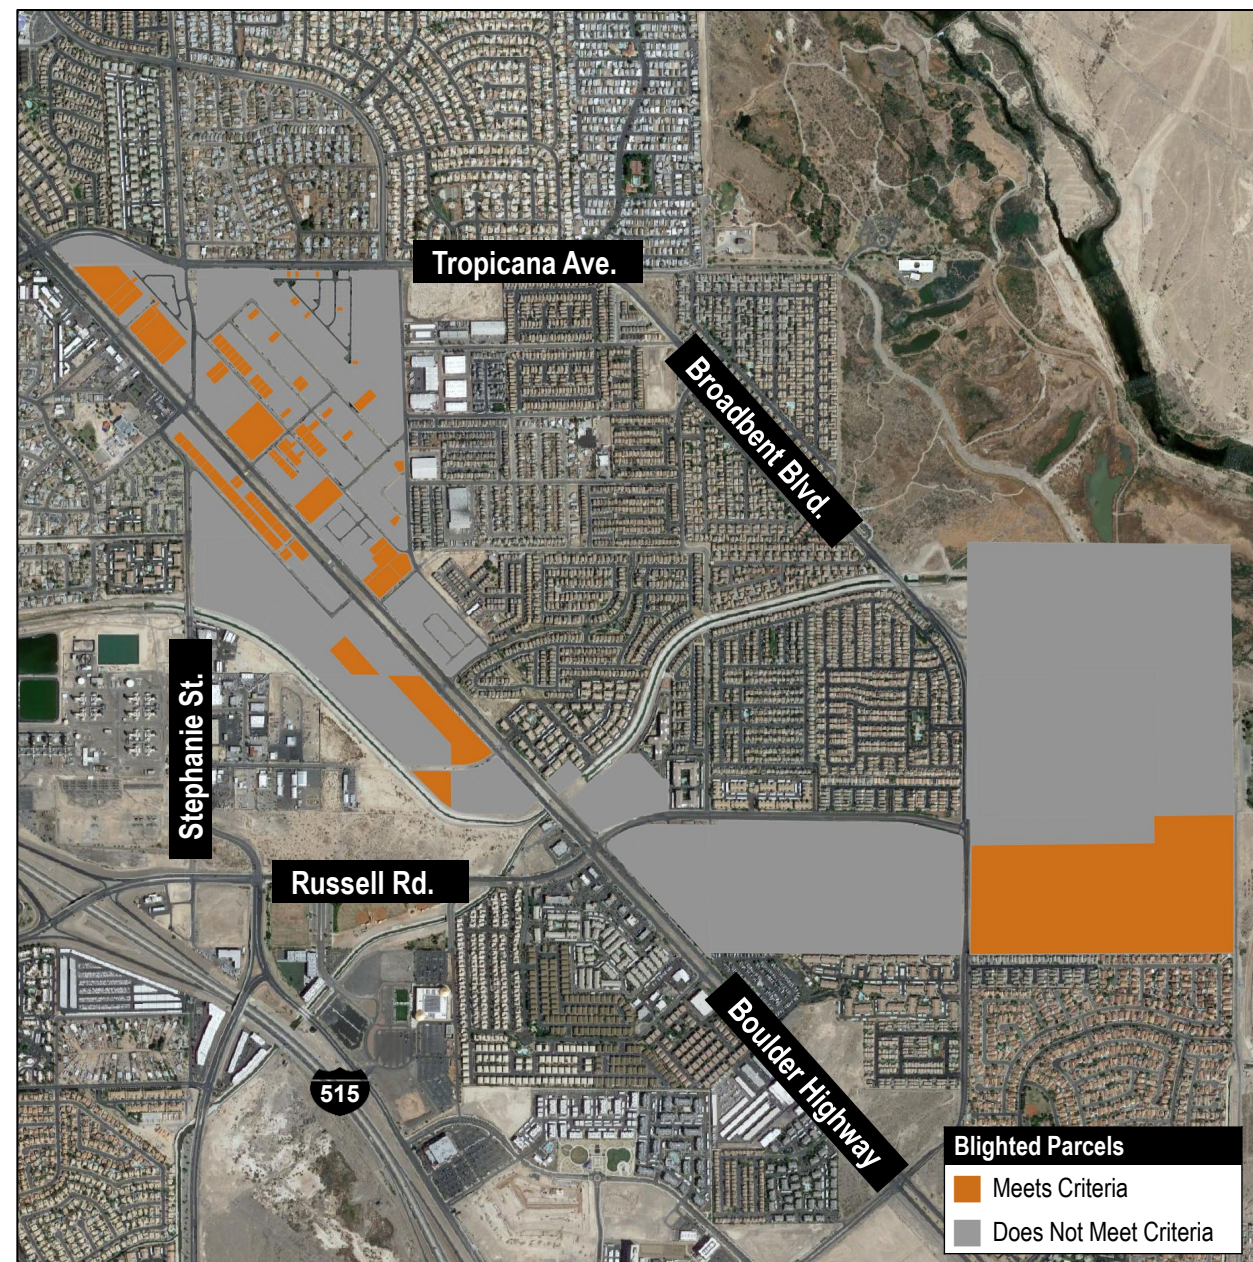 Tropicana Ave.
Broadbent Blvd.
Stephanie St.
Russell Rd.
Boulder Highway
515
Blighted Parcels
Meets Criteria
Does Not Meet Criteria